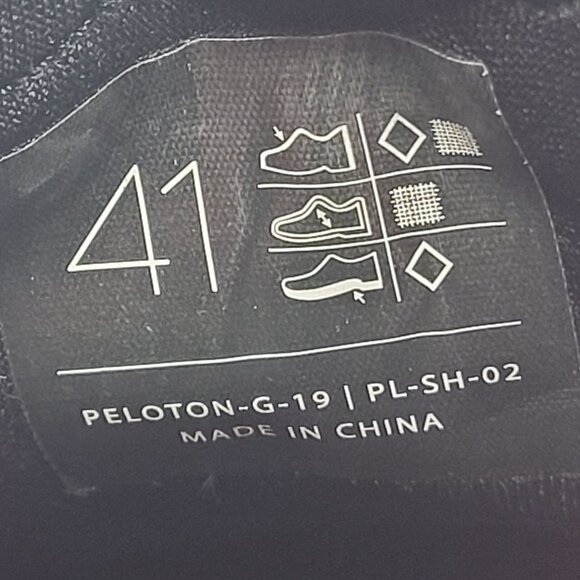 41
PELOTON-G-19 | PL-SH-02
MADE IN CHINA